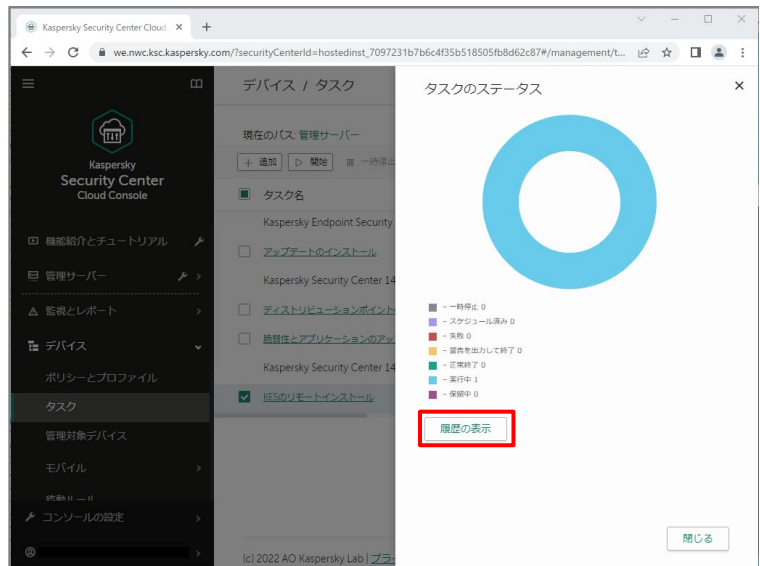 Kaspersky Security Center Cloud
we.nwc.ksc.kaspersky.com/?securityCenterId=hostedinst_7097231b7b6c4f35b518505fb8d62c87#/management/t...
Kaspersky
Security Center
Cloud Console
機能紹介とチュートリアル
管理サーバー
監視とレポート
デバイス
ポリシーとプロファイル
タスク
管理対象デバイス
モバイル
移動ルール
コンソールの設定
デバイス / タスク
現在のパス: 管理サーバー
+ 追加
開始
一時停止
タスク名
Kaspersky Endpoint Security
アップデートのインストール
Kaspersky Security Center 14
ディストリビューションポイント
脆弱性とアプリケーションのアッ
Kaspersky Security Center 14
KESのリモートインストール
(c) 2022 AO Kaspersky Lab | プラ
タスクのステータス
- 一時停止 0
- スケジュール済み 0
- 失敗 0
- 警告を出力して終了 0
- 正常終了 0
- 実行中 1
- 保留中 0
履歴の表示
閉じる